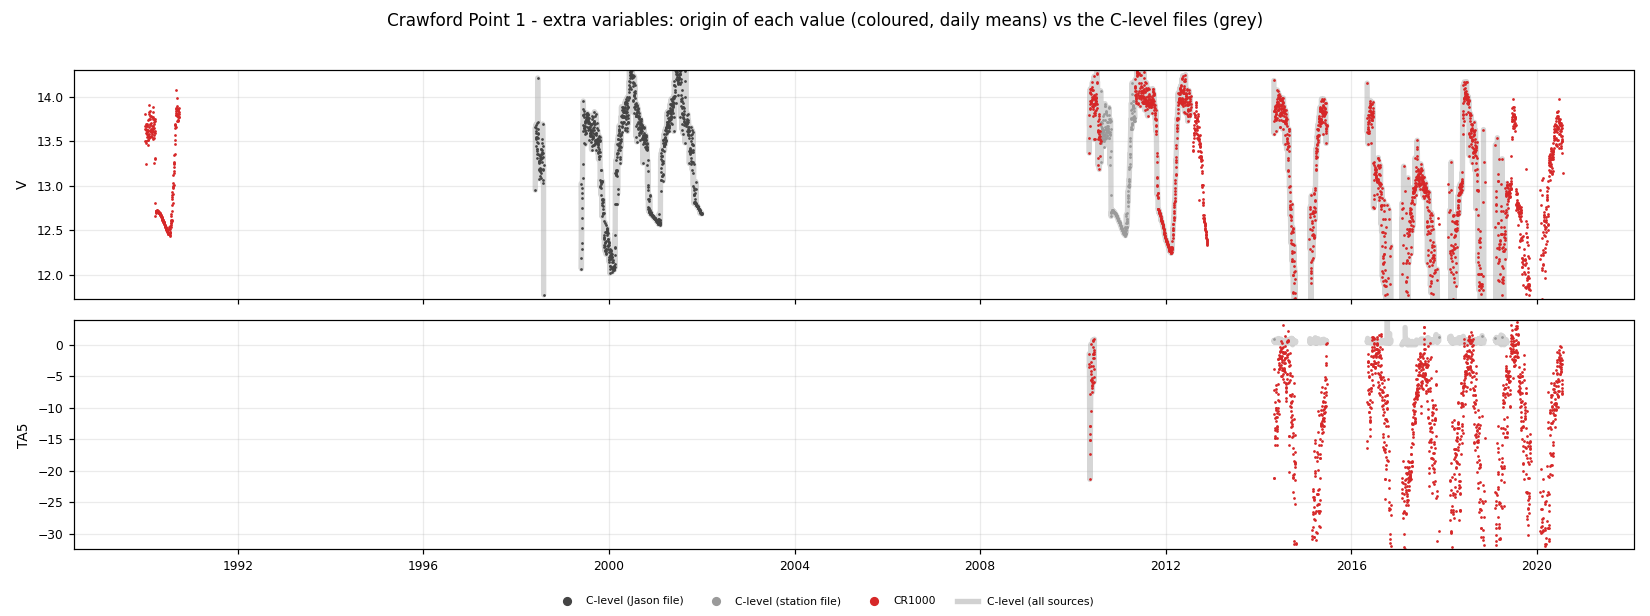 Crawford Point 1 - extra variables: origin of each value (coloured, daily means) vs the C-level files (grey)
14.0
13.5
13.0
12.5
12.0
V
0
−5
−10
−15
−20
−25
−30
TA5
1992 1996 2000 2004 2008 2012 2016 2020
C-level (Jason file) C-level (station file) CR1000 C-level (all sources)